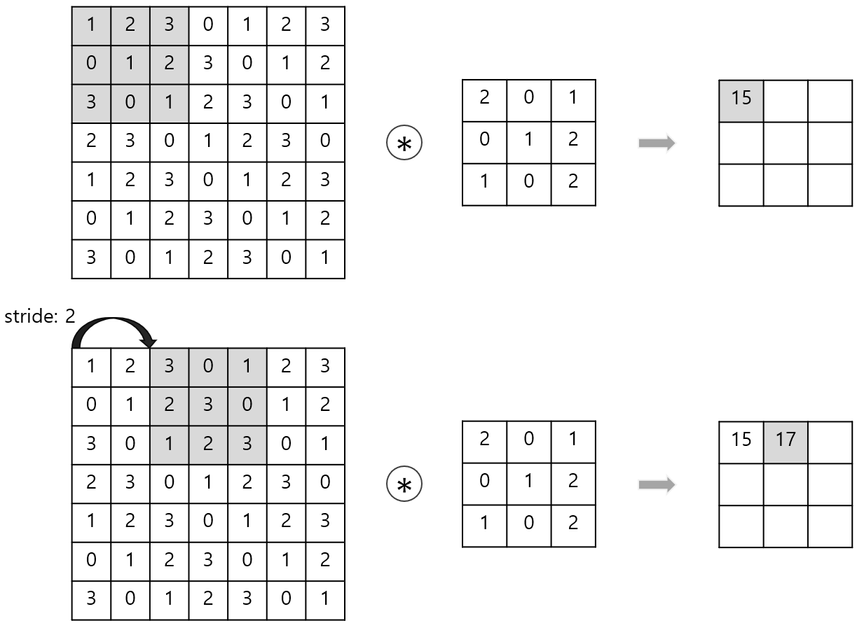 1 2 3 0 1 2 3
0 1 2 3 0 1 2
3 0 1 2 3 0 1
2 3 0 1 2 3 0
1 2 3 0 1 2 3
0 1 2 3 0 1 2
3 0 1 2 3 0 1
*
2 0 1
0 1 2
1 0 2
15
stride: 2
1 2 3 0 1 2 3
0 1 2 3 0 1 2
3 0 1 2 3 0 1
2 3 0 1 2 3 0
1 2 3 0 1 2 3
0 1 2 3 0 1 2
3 0 1 2 3 0 1
*
2 0 1
0 1 2
1 0 2
15 17